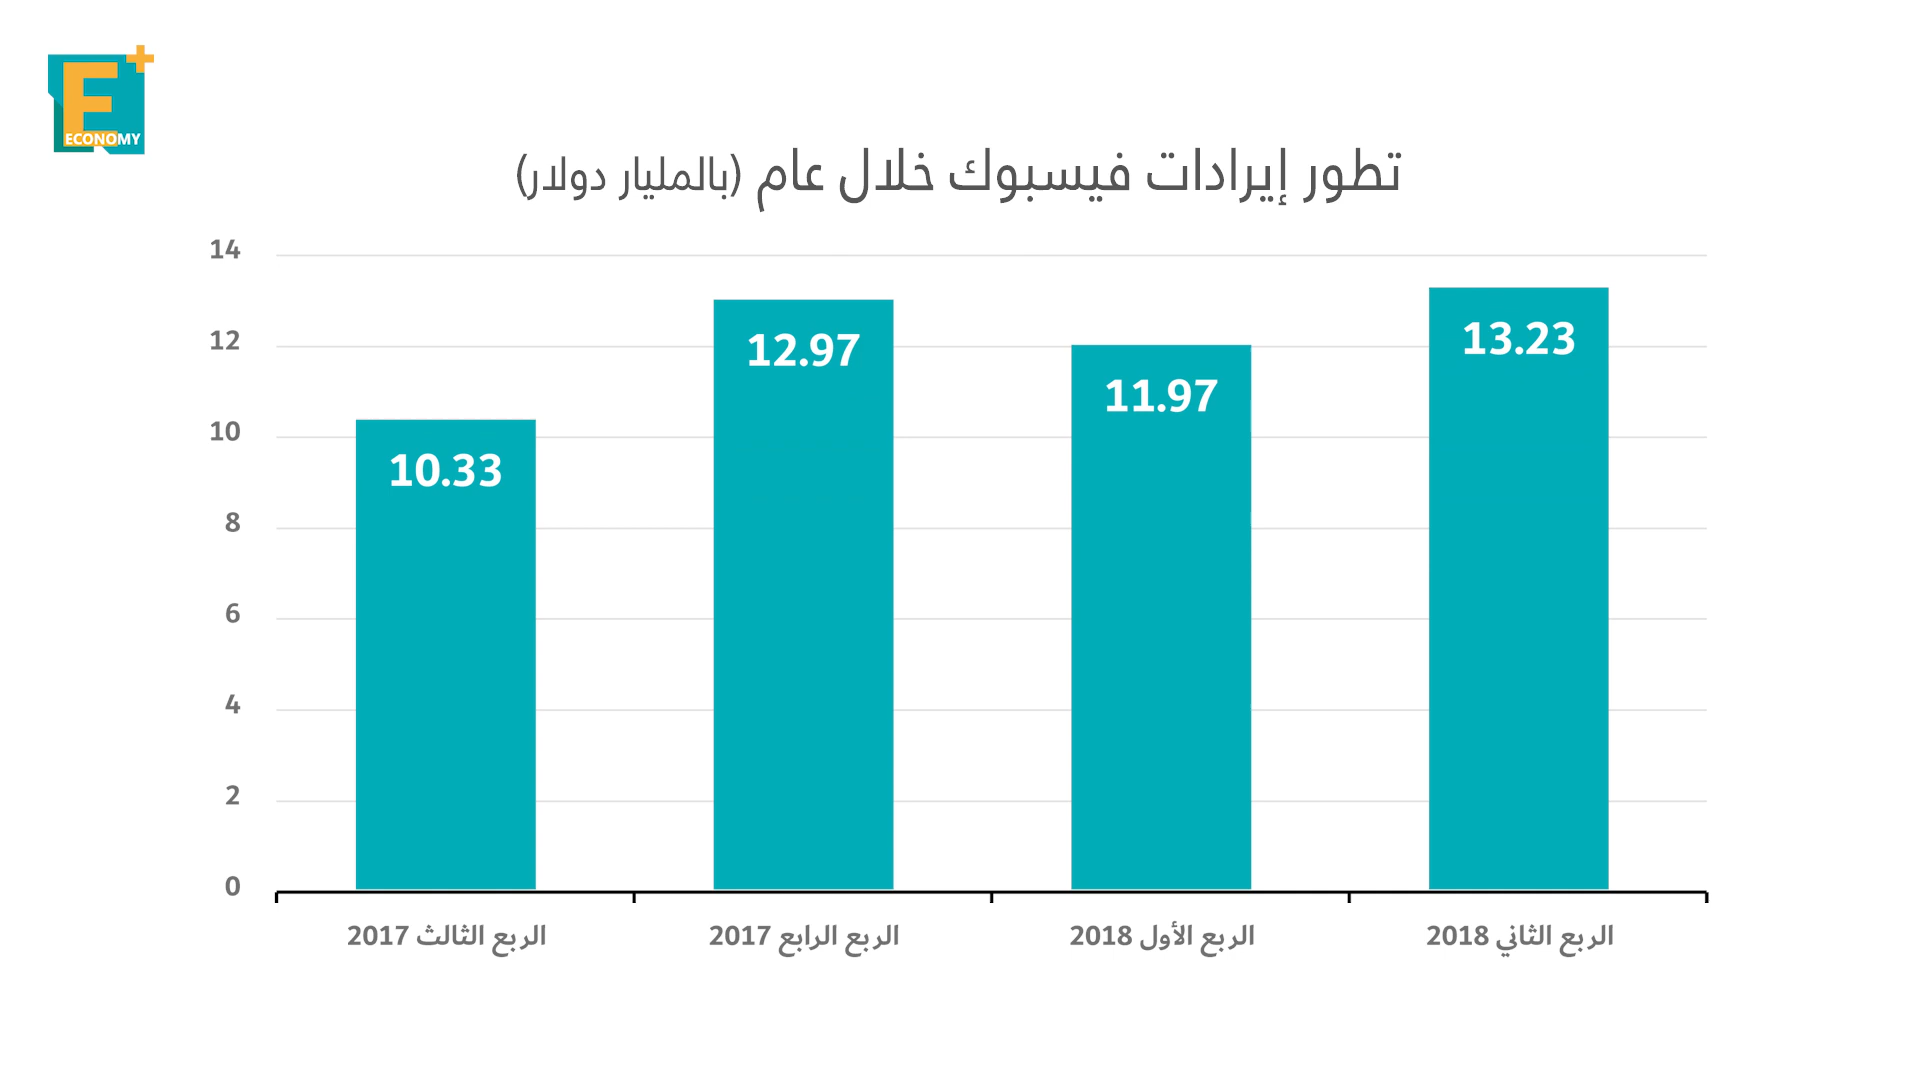 E+
ECONOMY
تطور إيرادات فيسبوك خلال عام (بالمليار دولار)
14
12
10
8
6
4
2
0
10.33
12.97
11.97
13.23
الربع الثالث 2017
الربع الرابع 2017
الربع الأول 2018
الربع الثاني 2018